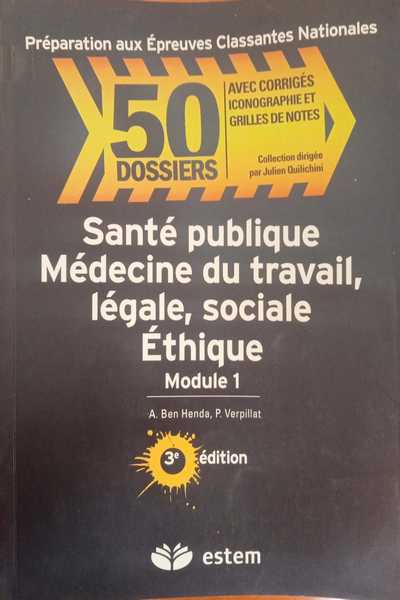 Préparation aux Épreuves Classantes Nationales
50
DOSSIERS
AVEC CORRIGÉS
ICONOGRAPHIE ET
GRILLES DE NOTES
Collection dirigée
par Julien Quilichini
Santé publique
Médecine du travail,
légale, sociale
Éthique
Module 1
A. Ben Henda, P. Verpillat
3e édition
estem